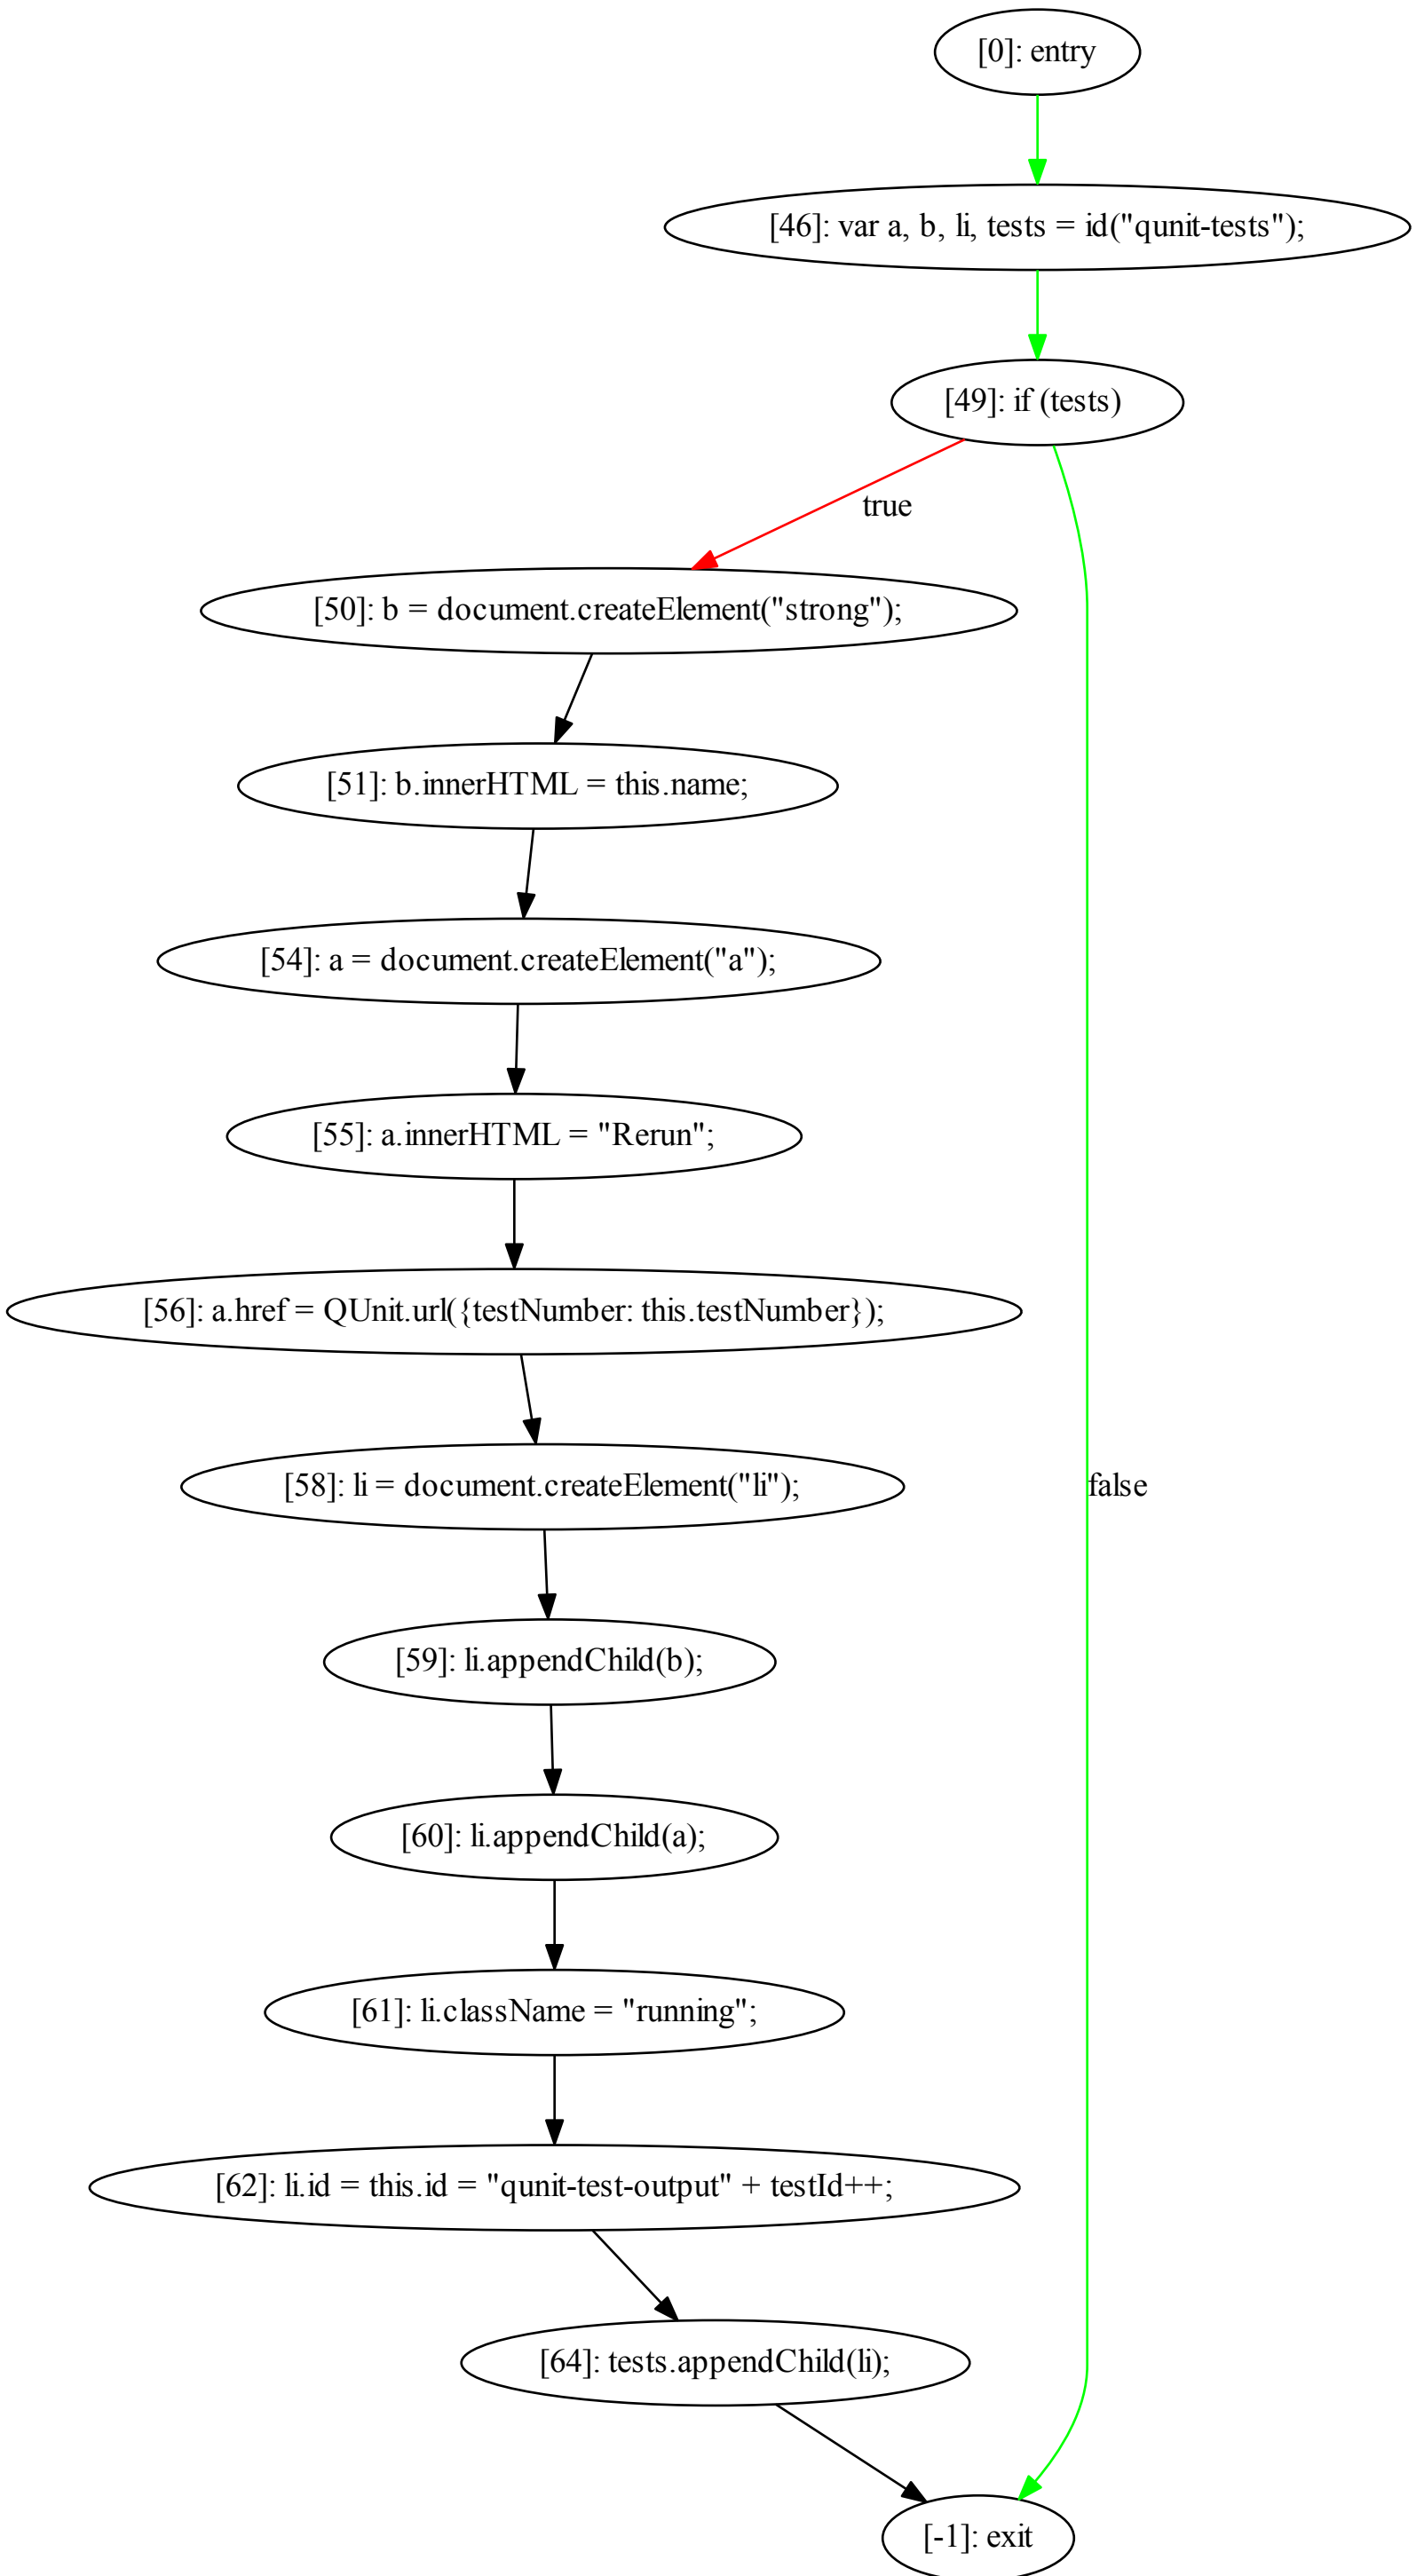 [0]: entry
[46]: var a, b, li, tests = id("qunit-tests");
[49]: if (tests)
true
[50]: b = document.createElement("strong");
[51]: b.innerHTML = this.name;
[54]: a = document.createElement("a");
[55]: a.innerHTML = "Rerun";
[56]: a.href = QUnit.url({testNumber: this.testNumber});
[58]: li = document.createElement("li");
false
[59]: li.appendChild(b);
[60]: li.appendChild(a);
[61]: li.className = "running";
[62]: li.id = this.id = "qunit-test-output" + testId++;
[64]: tests.appendChild(li);
[-1]: exit